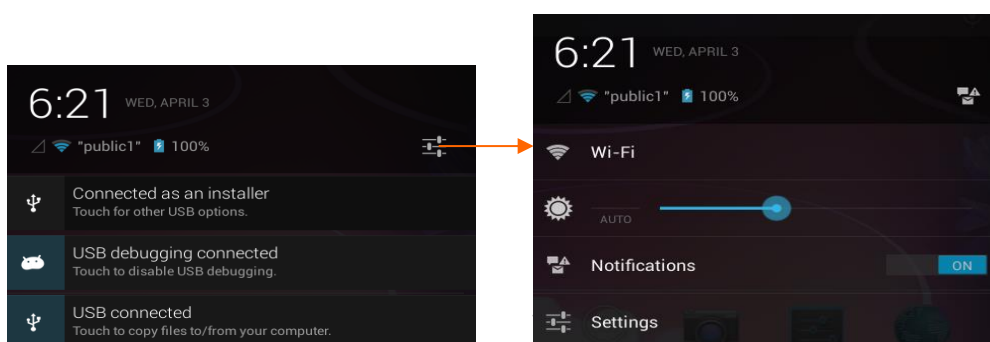 6:21 WED, APRIL 3
"public1" 100%
Connected as an installer
Touch for other USB options.
USB debugging connected
Touch to disable USB debugging.
USB connected
Touch to copy files to/from your computer.
6:21 WED, APRIL 3
"public1" 100%
Wi-Fi
AUTO
Notifications ON
Settings